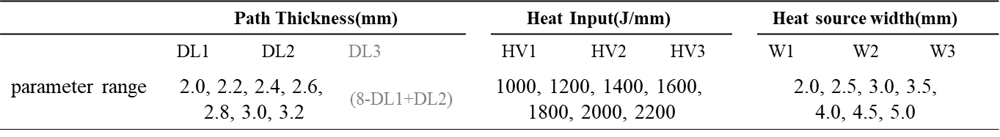 Path Thickness(mm) Heat Input(J/mm) Heat source width(mm)
DL1 DL2 DL3 HV1 HV2 HV3 W1 W2 W3
parameter range 2.0, 2.2, 2.4, 2.6, (8-DL1+DL2) 1000, 1200, 1400, 1600, 2.0, 2.5, 3.0, 3.5,
2.8, 3.0, 3.2 1800, 2000, 2200 4.0, 4.5, 5.0